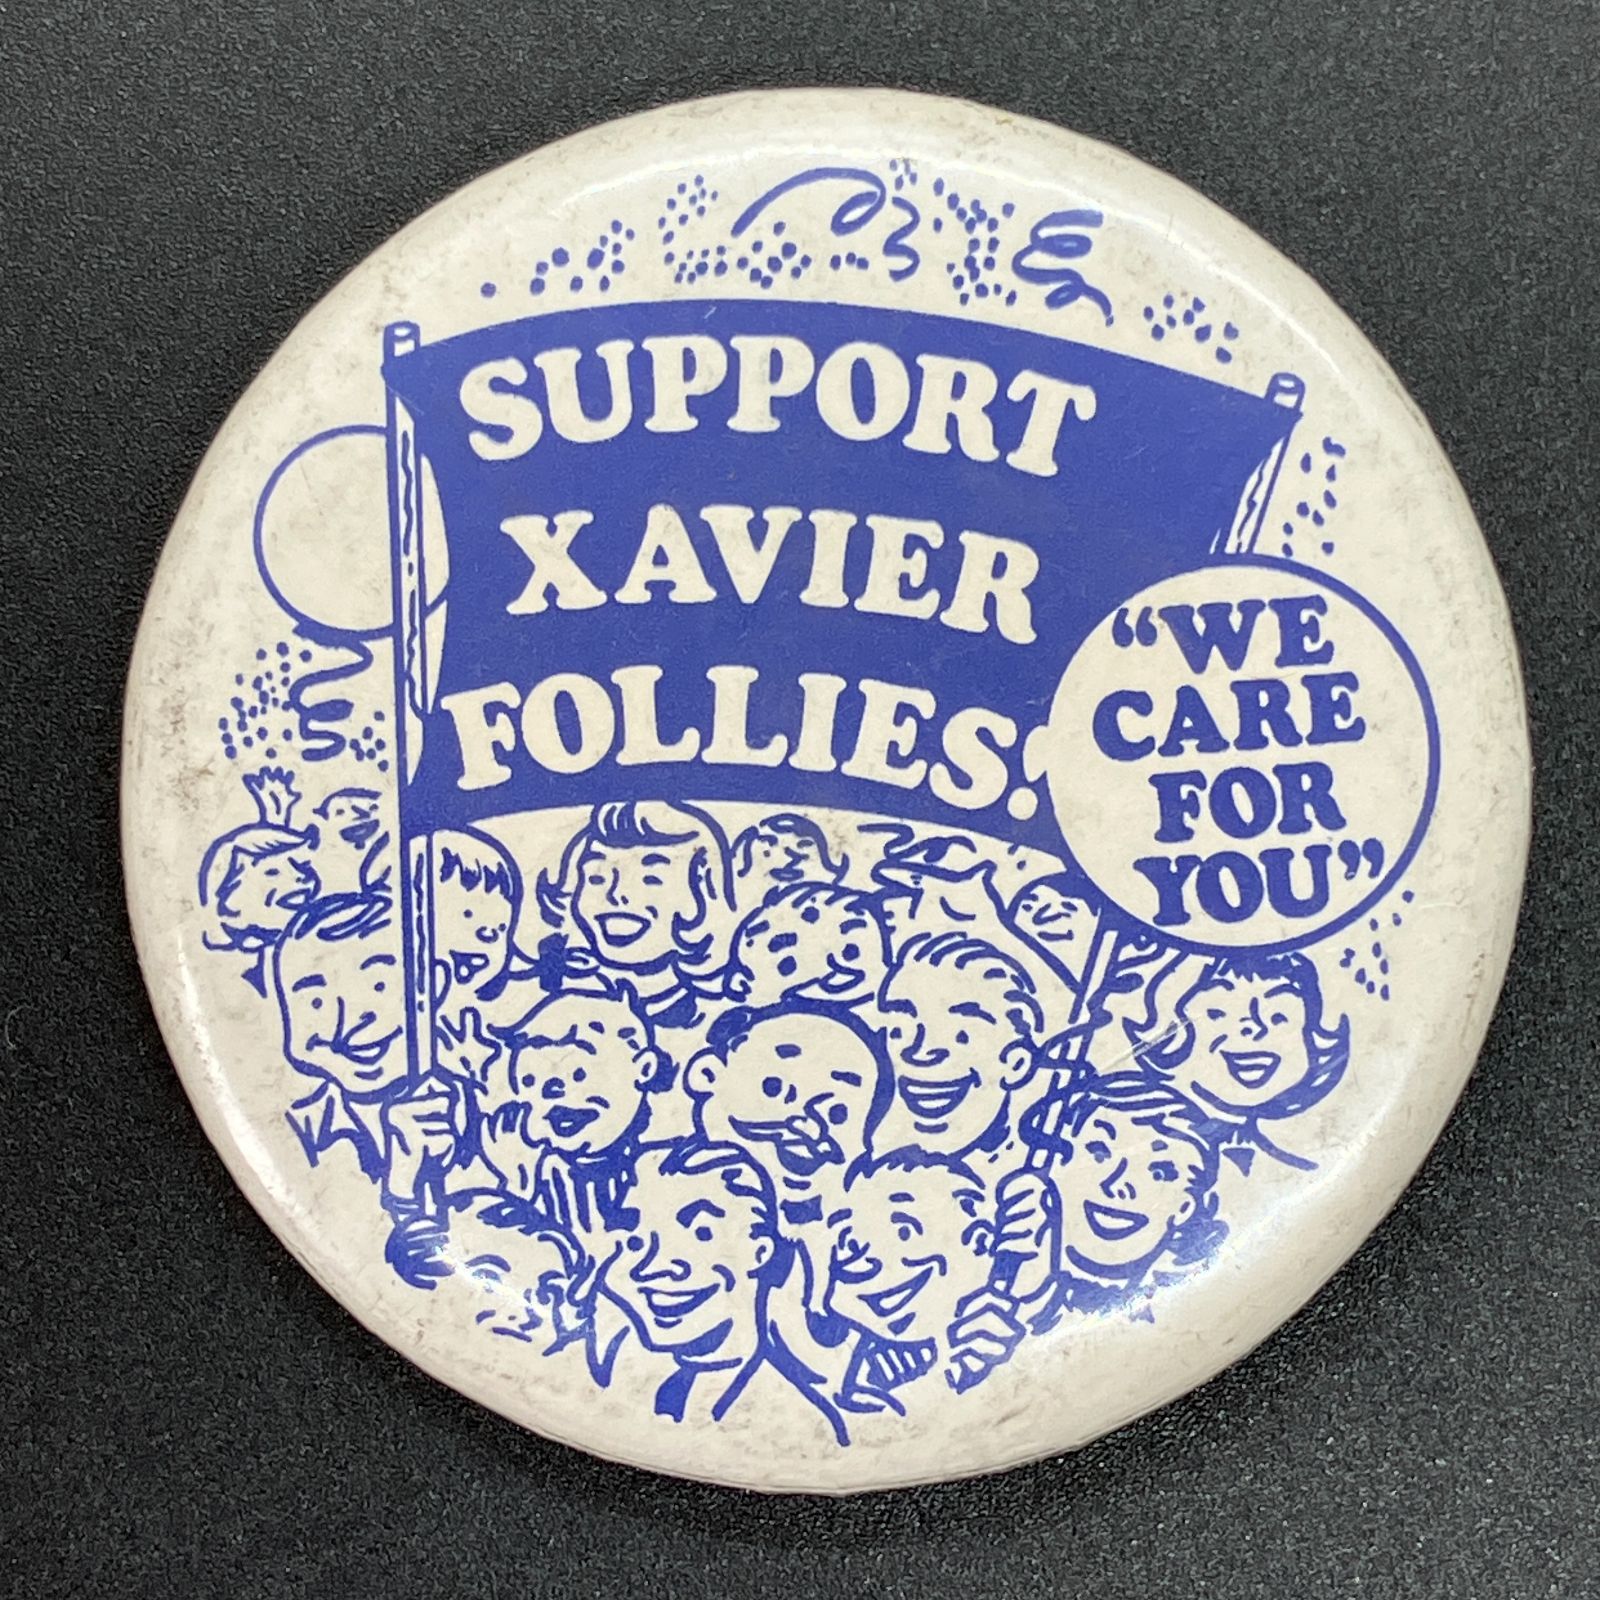 SUPPORT
XAVIER
FOLLIES!
“WE
CARE
FOR
YOU”